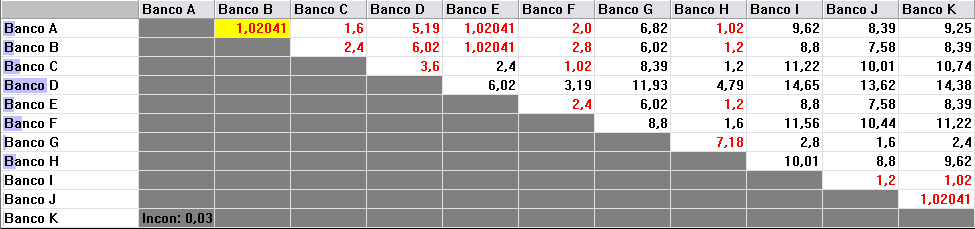 Banco A Banco B Banco C Banco D Banco E Banco F Banco G Banco H Banco I Banco J Banco K
Banco A 1,02041 1,6 5,19 1,02041 2,0 6,82 1,02 9,62 8,39 9,25
Banco B 2,4 6,02 1,02041 2,8 6,02 1,2 8,8 7,58 8,39
Banco C 3,6 2,4 1,02 8,39 1,2 11,22 10,01 10,74
Banco D 6,02 3,19 11,93 4,79 14,65 13,62 14,38
Banco E 2,4 6,02 1,2 8,8 7,58 8,39
Banco F 8,8 1,6 11,56 10,44 11,22
Banco G 7,18 2,8 1,6 2,4
Banco H 10,01 8,8 9,62
Banco I 1,2 1,02
Banco J 1,02041
Banco K Incon: 0,03